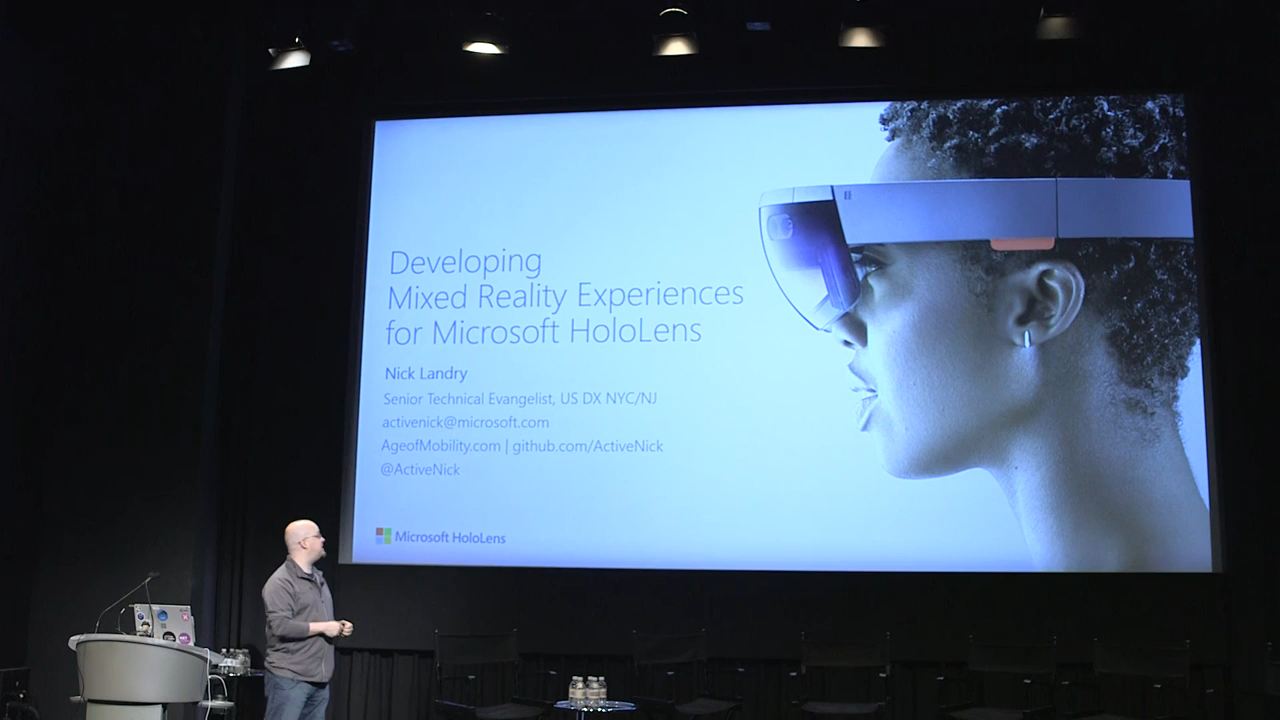 Developing
Mixed Reality Experiences
for Microsoft HoloLens
Nick Landry
Senior Technical Evangelist, US DX NYC/NJ
activenick@microsoft.com
AgeofMobility.com | github.com/ActiveNick
@ActiveNick
Microsoft HoloLens